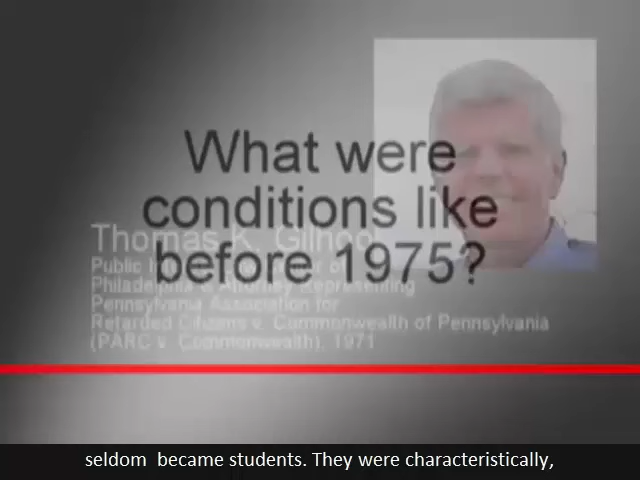 What were
conditions like
before 1975?
Thomas K. Gilhool
Public
Philadelphia Attorney Representing
Pennsylvania Association for
Retarded Citizens v. Commonwealth of Pennsylvania
(PARC v. Commonwealth), 1971
seldom became students. They were characteristically,